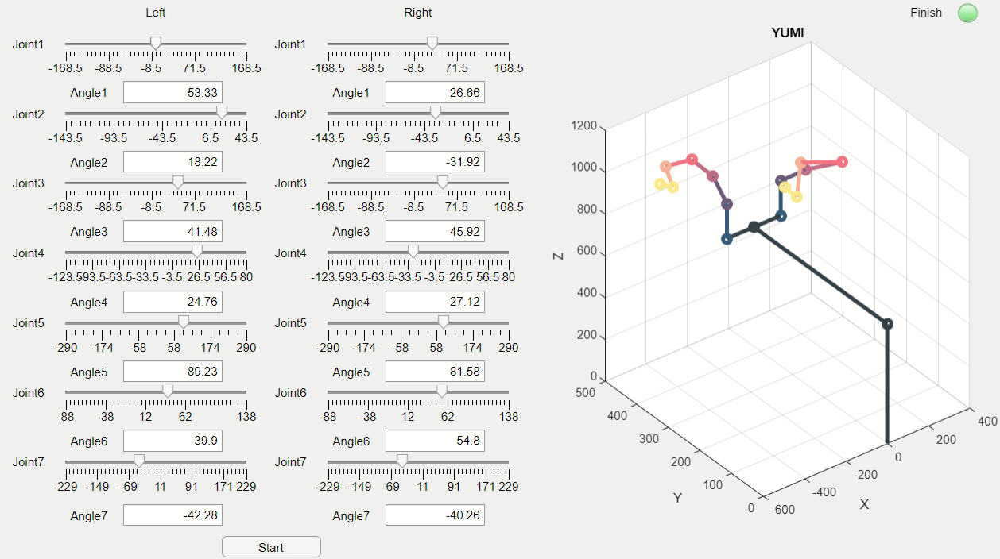 Left Right Finish
YUMI
Joint1 Joint1
-168.5 -88.5 -8.5 71.5 168.5 -168.5 -88.5 -8.5 71.5 168.5
Angle1 53.33 Angle1 26.66
Joint2 Joint2
-143.5 -93.5 -43.5 6.5 43.5 -143.5 -93.5 -43.5 6.5 43.5
Angle2 18.22 Angle2 -31.92
Joint3 Joint3
-168.5 -88.5 -8.5 71.5 168.5 -168.5 -88.5 -8.5 71.5 168.5
Angle3 41.48 Angle3 45.92
Joint4 Joint4
-123.5 -93.5 -63.5 -33.5 -3.5 26.5 56.5 80 -123.5 -93.5 -63.5 -33.5 -3.5 26.5 56.5 80
Angle4 24.76 Angle4 -27.12
Joint5 Joint5
-290 -174 -58 58 174 290 -290 -174 -58 58 174 290
Angle5 89.23 Angle5 81.58
Joint6 Joint6
-88 -38 12 62 138 -88 -38 12 62 138
Angle6 39.9 Angle6 54.8
Joint7 Joint7
-229 -149 -69 11 91 171 229 -229 -149 -69 11 91 171 229
Angle7 -42.28 Angle7 -40.26
Start
1200
1000
800
600
400
200
0
Z
500
400
300
200
100
0
Y
-600
-400
-200
0
200
400
X